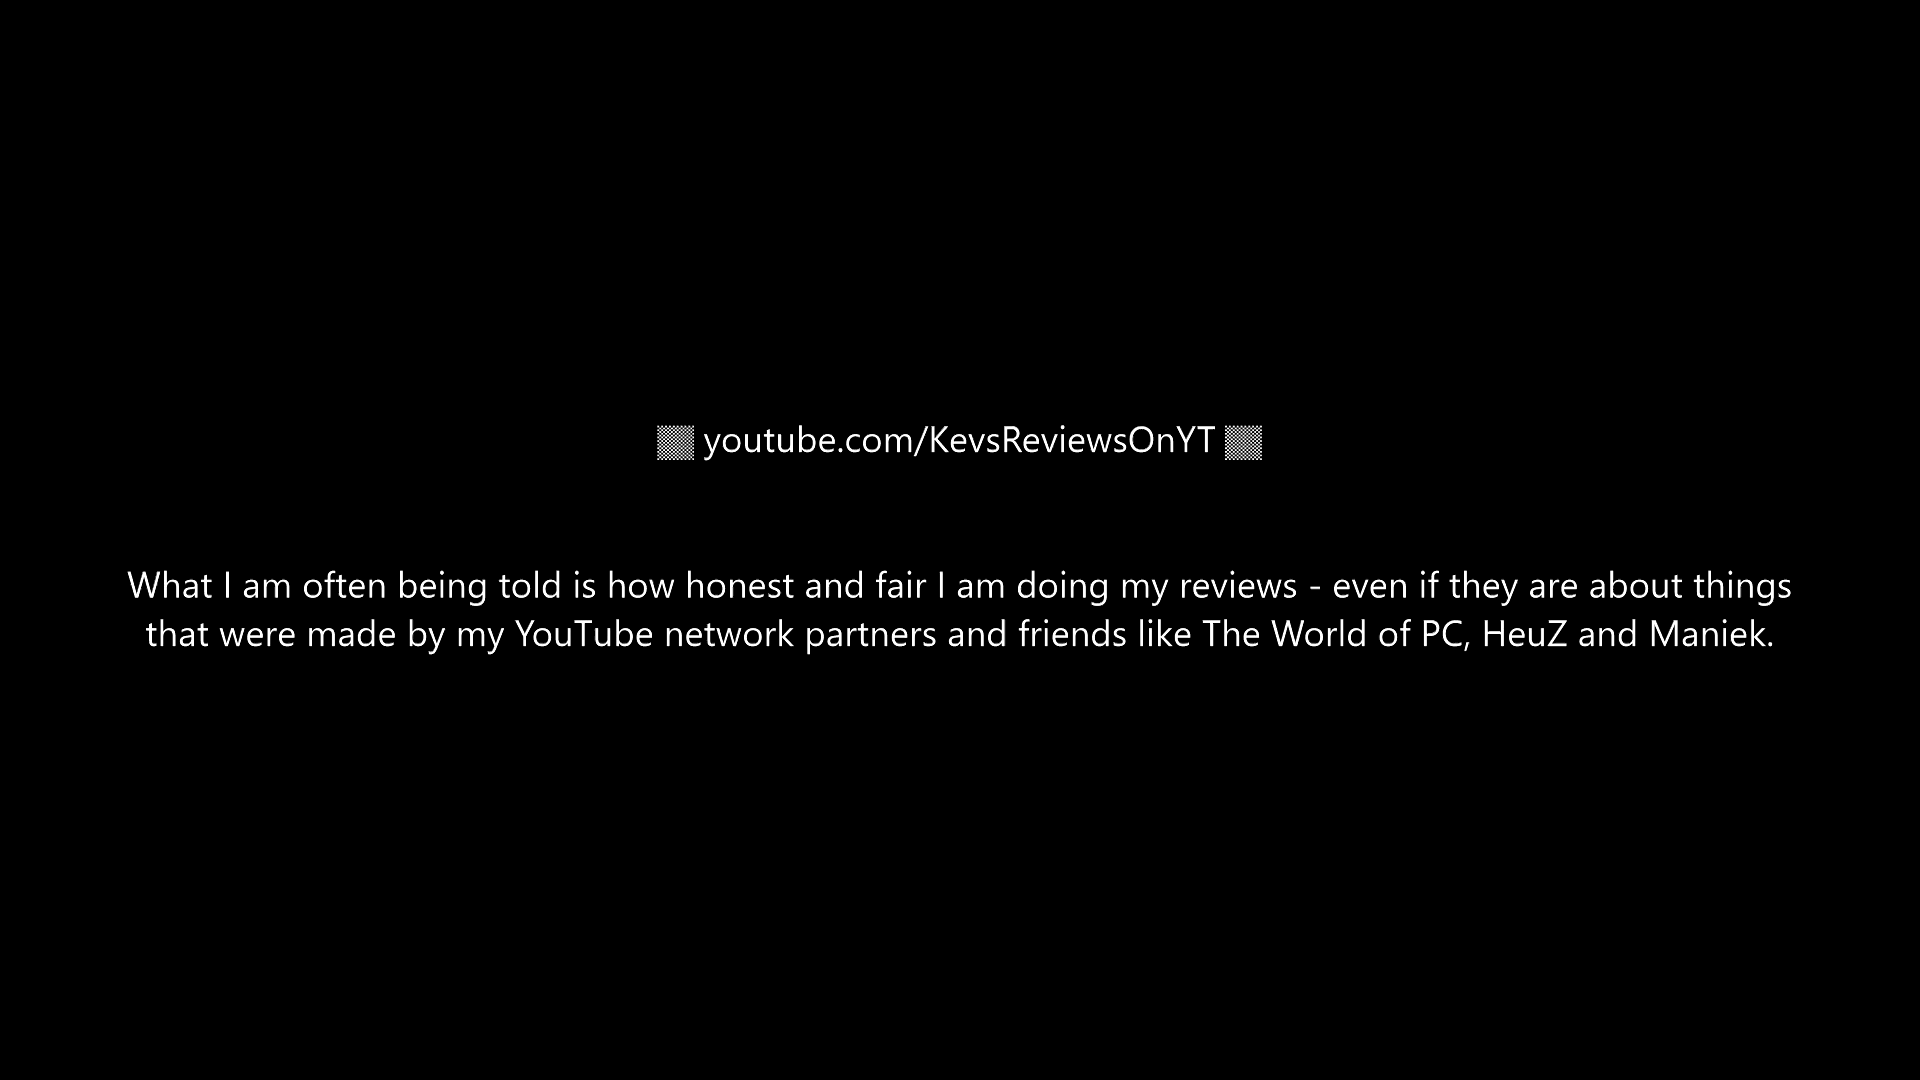 ▒▒ youtube.com/KevsReviewsOnYT ▒▒
What I am often being told is how honest and fair I am doing my reviews - even if they are about things
that were made by my YouTube network partners and friends like The World of PC, HeuZ and Maniek.